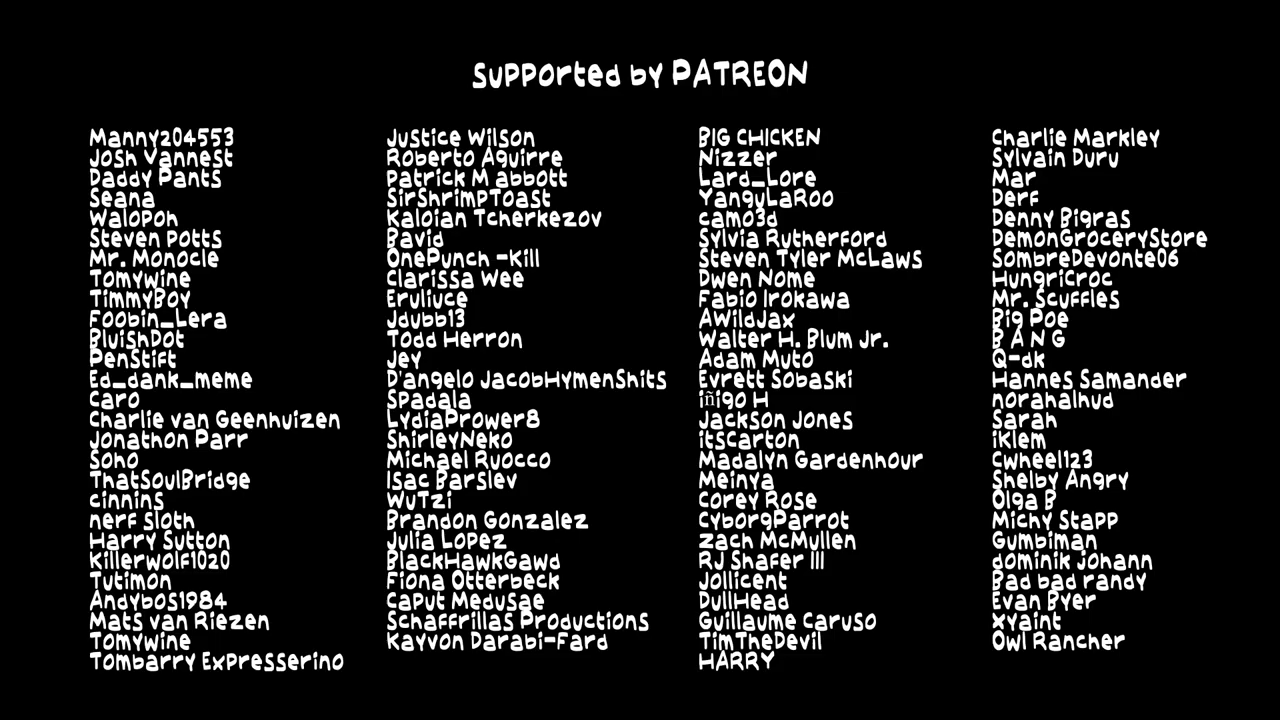 Supported by PATREON
Manny204553
Josh Vannest
Daddy Pants
Seana
Walopoh
Steven Potts
Mr. Monocle
Tomywine
TimmyBoy
Foobin_Lera
BluishDot
PenStift
Ed_dank_meme
Caro
Charlie van Geenhuizen
Jonathon Parr
Soho
ThatSoulBridge
cinnins
nerf sloth
Harry Sutton
Killerwolf1020
Tutimon
Andybos1984
Mats van Riezen
Tomywine
Tombarry Expresserino
Justice Wilson
Roberto Aguirre
Patrick M abbott
SirShrimpToast
Kaloian Tcherkezov
Bavid
OnePunch -Kill
Clarissa Wee
Eruliuce
Jdubb13
Todd Herron
Jey
D'angelo JacobHymenShits
Spadala
LydiaPrower8
ShirleyNeko
Michael Ruocco
Isac Barslev
WuTzi
Brandon Gonzalez
Julia Lopez
BlackHawkGawd
Fiona Otterbeck
Caput Medusae
Schaffrillas Productions
Kayvon Darabi-Fard
BIG CHICKEN
Nizzer
Lard_Lore
YanguLaRoo
camo3d
Sylvia Rutherford
Steven Tyler McLaws
Dwen Nome
Fabio Irokawa
AWildJax
Walter H. Blum Jr.
Adam Muto
Evrett Sobaski
iñigo H
Jackson Jones
itsCarton
Madalyn Gardenhour
Meinya
Corey Rose
CyborgParrot
zach McMullen
RJ Shafer III
Jollicent
DullHead
Guillaume Caruso
TimTheDevil
HARRY
Charlie Markley
Sylvain Duru
Mar
Derf
Denny Bigras
DemonGroceryStore
SombreDevonte06
HungriCroc
Mr. Scuffles
Big Poe
B A N G
Q-dk
Hannes Samander
norahalhud
Sarah
iKlem
Cwheel123
Shelby Angry
Olga B
Michy Stapp
Gumbiman
dominik johann
Bad bad randy
Evan Byer
xyaint
Owl Rancher